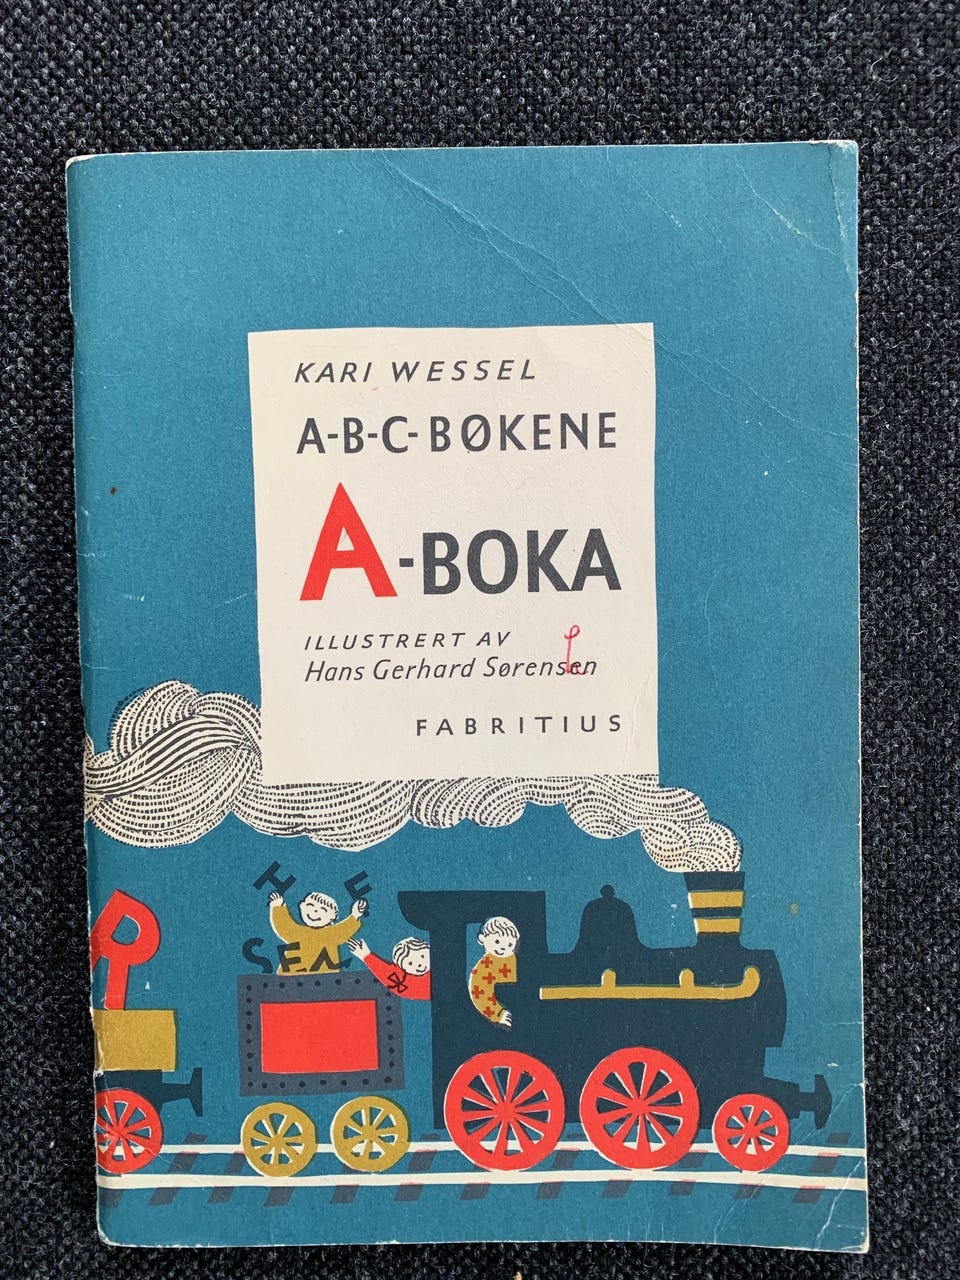 KARI WESSEL
A-B-C-BØKENE
A-BOKA
ILLUSTRERT AV
Hans Gerhard Sørensen
FABRITIUS
H F
S E